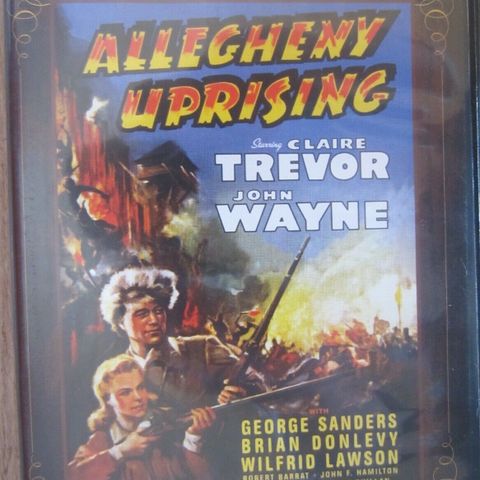 ALLEGHENY
UPRISING
Starring CLAIRE
TREVOR
JOHN
WAYNE
WITH
GEORGE SANDERS
BRIAN DONLEVY
WILFRID LAWSON
ROBERT BARRAT - JOHN F. HAMILTON